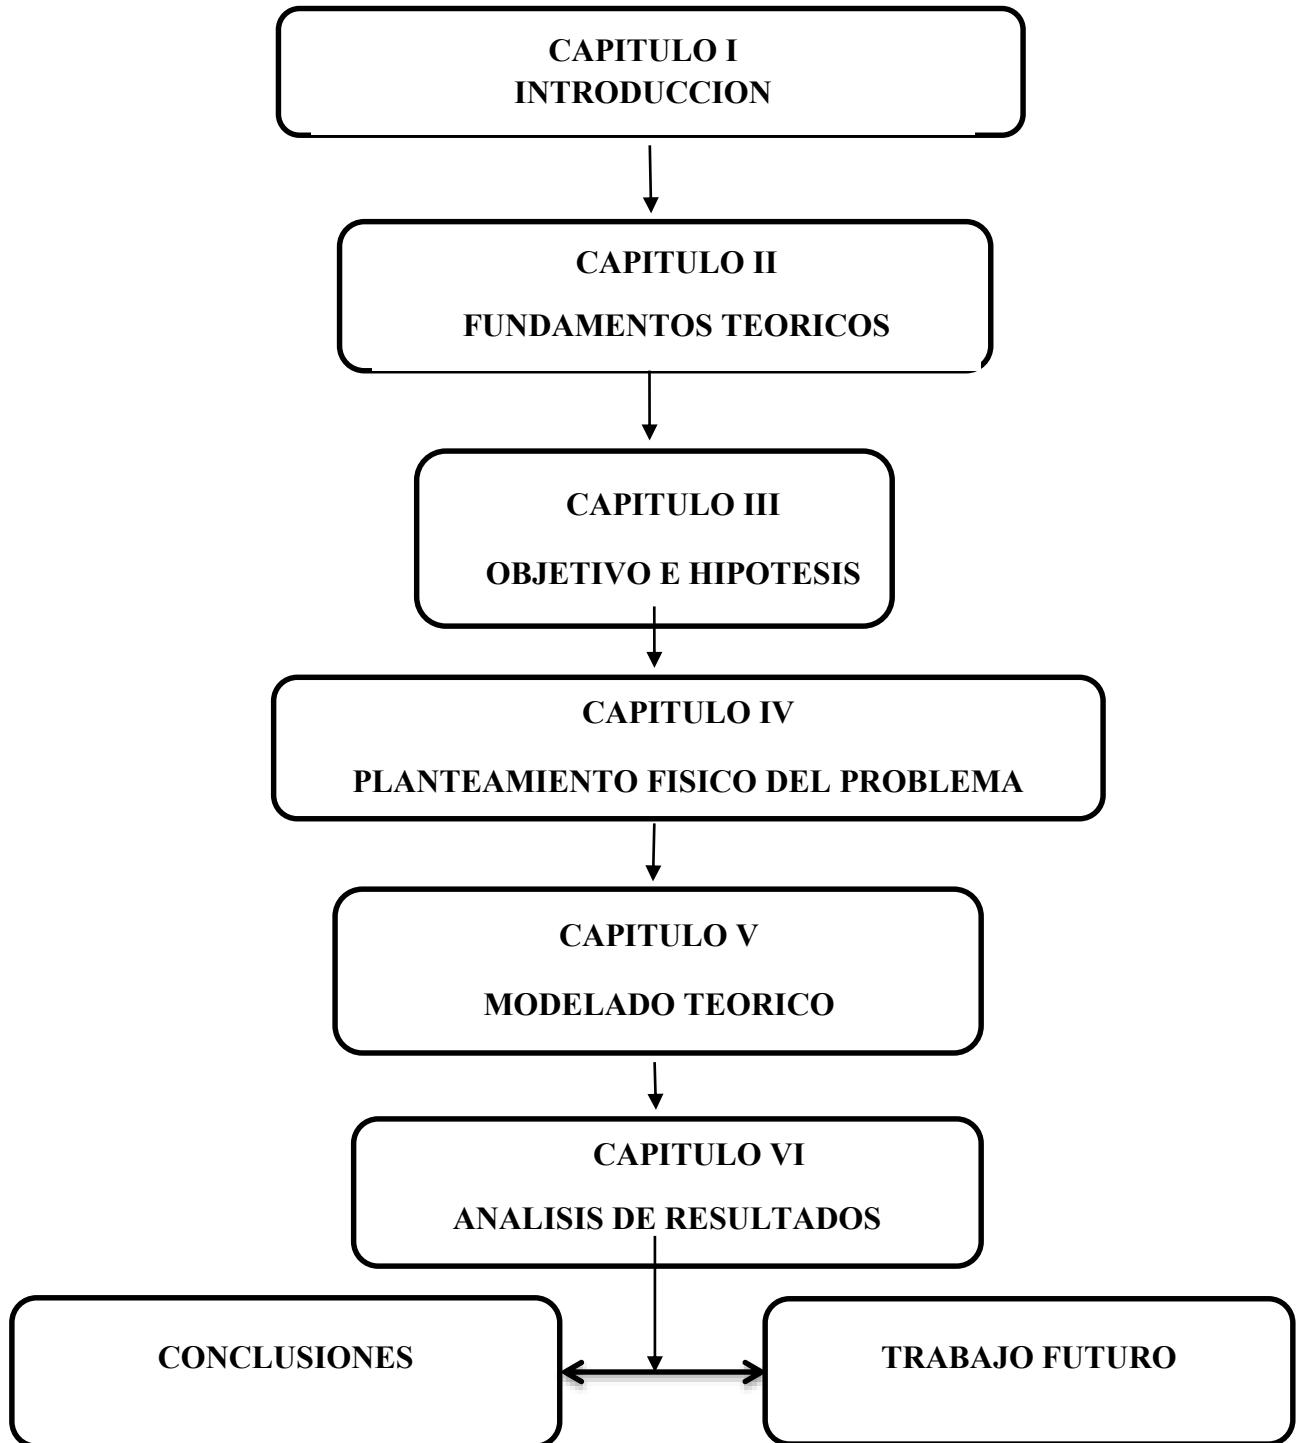 CAPITULO I
INTRODUCCION
CAPITULO II
FUNDAMENTOS TEORICOS
CAPITULO III
OBJETIVO E HIPOTESIS
CAPITULO IV
PLANTEAMIENTO FISICO DEL PROBLEMA
CAPITULO V
MODELADO TEORICO
CAPITULO VI
ANALISIS DE RESULTADOS
CONCLUSIONES
TRABAJO FUTURO